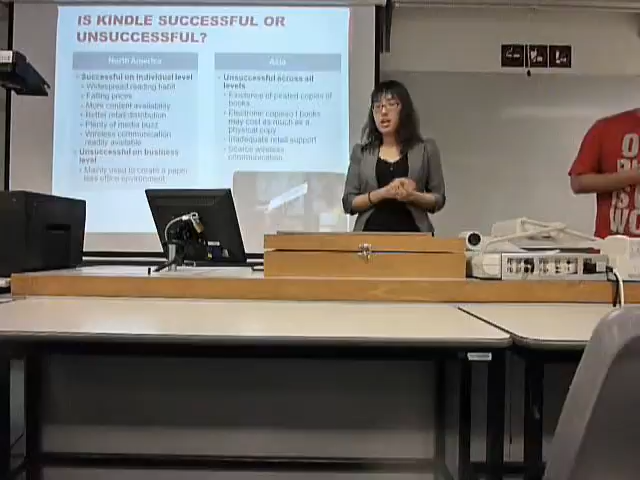 IS KINDLE SUCCESSFUL OR
UNSUCCESSFUL?
North America
Successful on individual level
Widespread reading habit
Falling prices
More content availability
Better retail distribution
Plenty of media buzz
Wireless communication
readily available
Unsuccessful on business
level
Mainly used to create a paper
less office environment
Asia
Unsuccessful across all
levels
Existence of pirated copies of
books
Electronic copies of books
may cost as much as a
physical copy
Inadequate retail support
Scarce wireless
communication